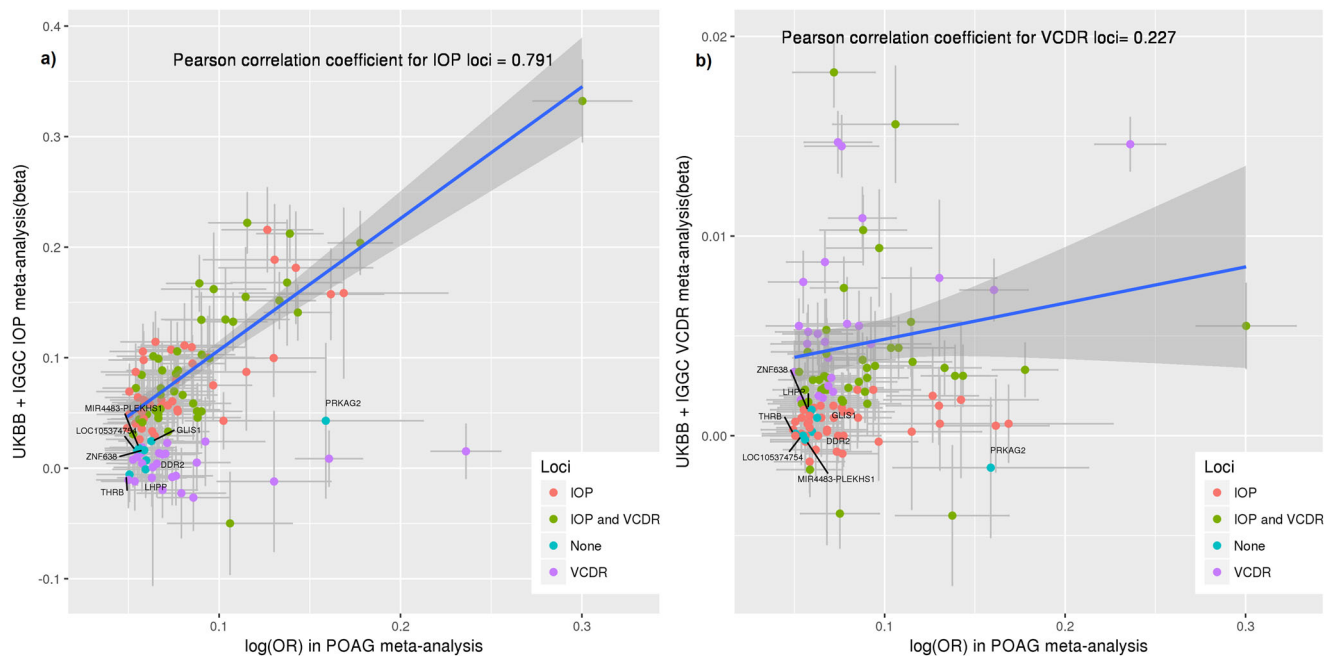 a)
Pearson correlation coefficient for IOP loci = 0.791
UKBB + IGGC IOP meta-analysis(beta)
0.4
0.3
0.2
0.1
0.0
-0.1
MIR4483-PLEKHS1
LOC105374754
GLIS1
ZNF638
DDR2
THRB
LHPP
PRKAG2
Loci
IOP
IOP and VCDR
None
VCDR
0.1
0.2
0.3
log(OR) in POAG meta-analysis
b)
Pearson correlation coefficient for VCDR loci= 0.227
UKBB + IGGC VCDR meta-analysis(beta)
0.02
0.01
0.00
ZNF638
LHPP
THRB
GLIS1
DDR2
LOC105374754
MIR4483-PLEKHS1
PRKAG2
Loci
IOP
IOP and VCDR
None
VCDR
0.1
0.2
0.3
log(OR) in POAG meta-analysis